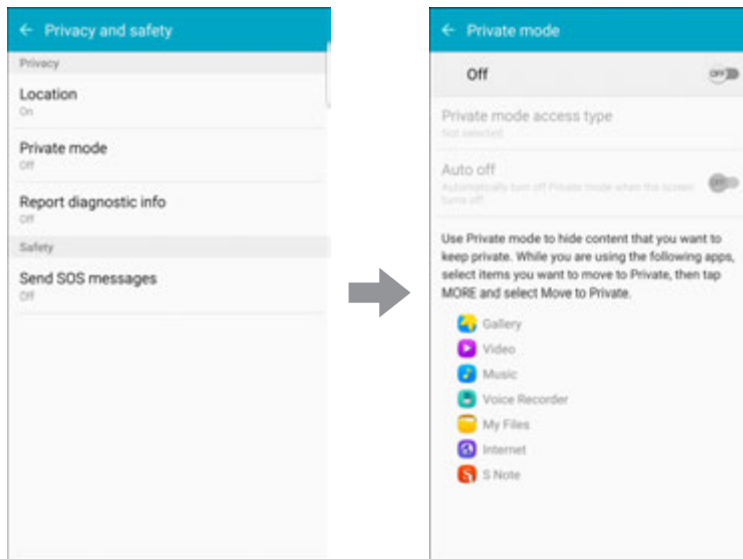 Privacy and safety
Privacy
Location
On
Private mode
Off
Report diagnostic info
Off
Safety
Send SOS messages
Off
Private mode
Off
OFF
Private mode access type
Not selected
Auto off
Automatically turn off Private mode when the screen
turns off.
OFF
Use Private mode to hide content that you want to
keep private. While you are using the following apps,
select items you want to move to Private, then tap
MORE and select Move to Private.
Gallery
Video
Music
Voice Recorder
My Files
Internet
S Note